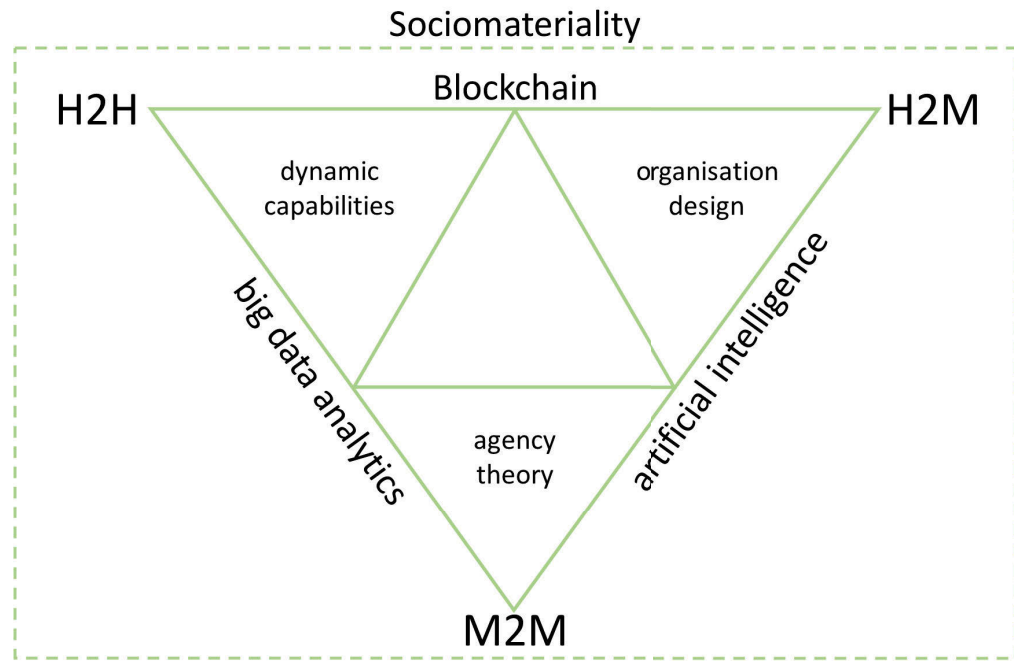 Sociomateriality
Blockchain
H2H
H2M
dynamic
capabilities
organisation
design
big data analytics
artificial intelligence
agency
theory
M2M